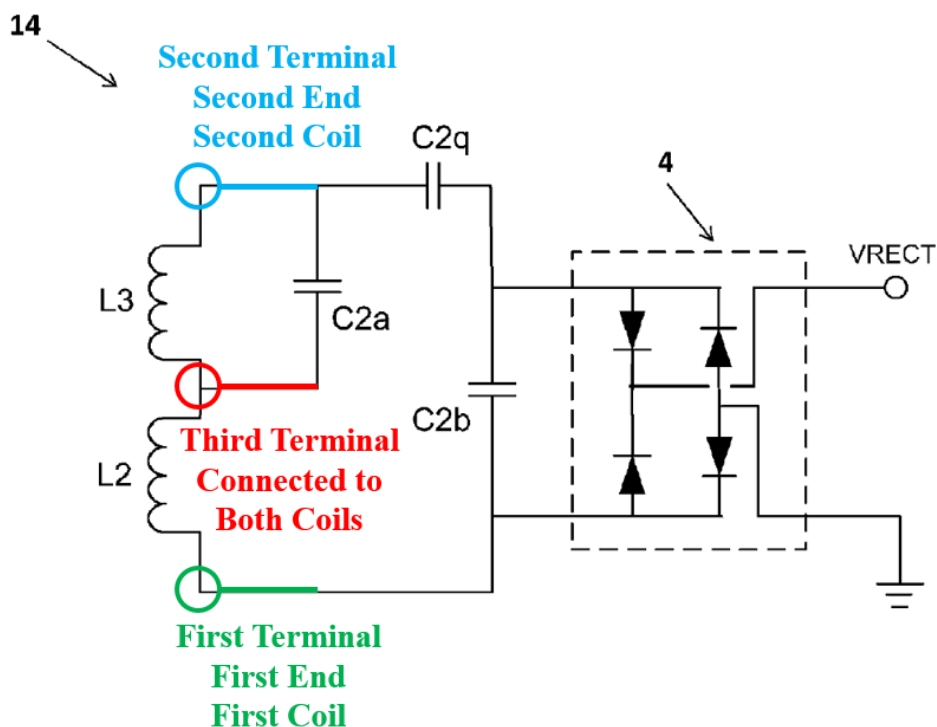 14
Second Terminal
Second End
Second Coil
C2q
4
VRECT
L3
C2a
C2b
L2
Third Terminal
Connected to
Both Coils
First Terminal
First End
First Coil